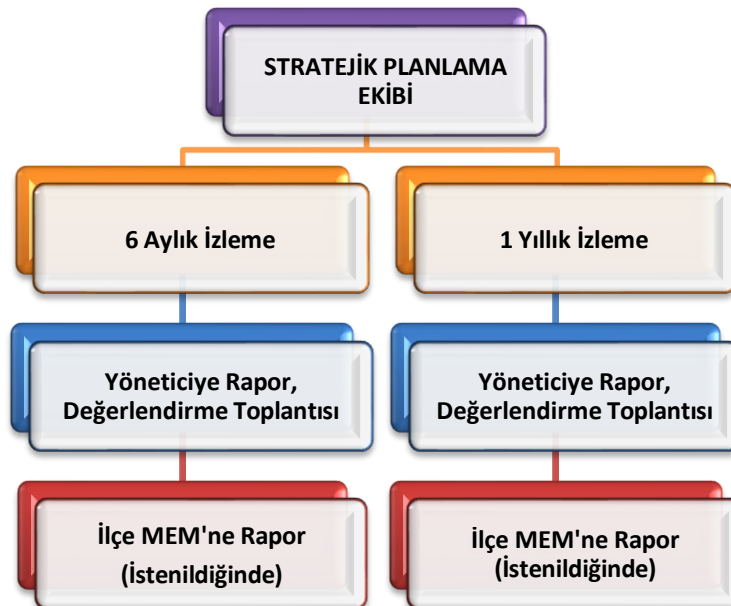 STRATEJİK PLANLAMA
EKİBİ
6 Aylık İzleme
1 Yıllık İzleme
Yöneticiye Rapor,
Değerlendirme Toplantısı
Yöneticiye Rapor,
Değerlendirme Toplantısı
İlçe MEM'ne Rapor
(İstenildiğinde)
İlçe MEM'ne Rapor
(İstenildiğinde)